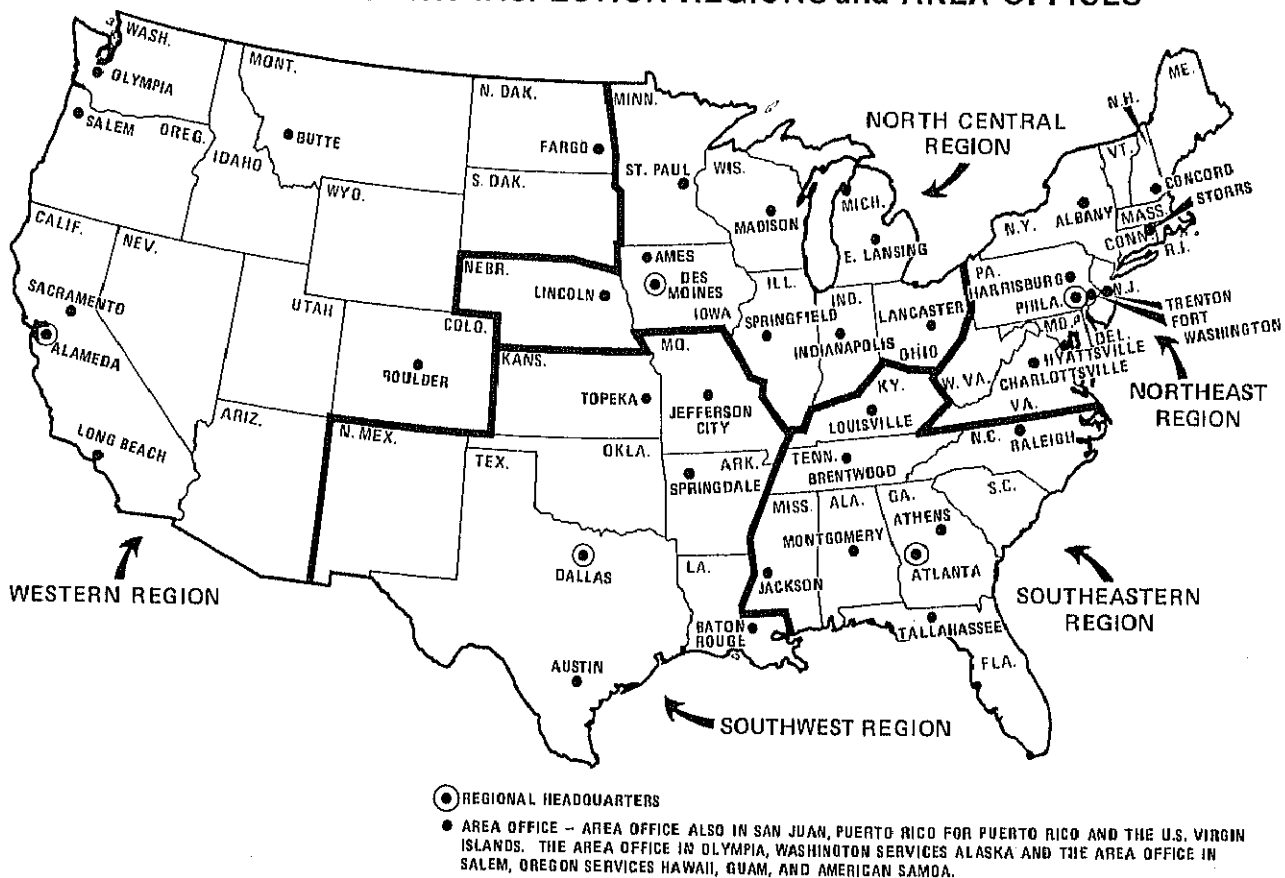 REGIONS and AREA OFFICES
WASH.
OLYMPIA
MONT.
N. DAK.
MINN.
ME.
N.H.
SALEM
OREG.
BUTTE
FARGO
NORTH CENTRAL
REGION
VT.
IDAHO
ST. PAUL
WIS.
S. DAK.
WYO.
CONCORD
STORRS
MICH.
MADISON
ALBANY
MASS.
N.Y.
CONN.
R.I.
CALIF.
NEV.
E. LANSING
AMES
NEBR.
DES
MOINES
ILL.
PA.
HARRISBURG
LINCOLN
IND.
N.J.
SACRAMENTO
UTAH
COLO.
IOWA
SPRINGFIELD
LANCASTER
PHILA.
TRENTON
FORT
WASHINGTON
INDIANAPOLIS
MD.
DEL.
ALAMEDA
KANS.
MO.
OHIO
HYATTSVILLE
BOULDER
KY.
W. VA.
CHARLOTTSVILLE
NORTHEAST
REGION
TOPEKA
JEFFERSON
CITY
VA.
ARIZ.
LOUISVILLE
LONG BEACH
N. MEX.
N.C.
RALEIGH
OKLA.
TEX.
ARK.
TENN.
BRENTWOOD
SPRINGDALE
S.C.
MISS.
ALA.
GA.
ATHENS
MONTGOMERY
DALLAS
LA.
JACKSON
ATLANTA
WESTERN REGION
SOUTHEASTERN
REGION
BATON
ROUGE
TALLAHASSEE
AUSTIN
FLA.
SOUTHWEST REGION
REGIONAL HEADQUARTERS
AREA OFFICE – AREA OFFICE ALSO IN SAN JUAN, PUERTO RICO FOR PUERTO RICO AND THE U.S. VIRGIN
ISLANDS. THE AREA OFFICE IN OLYMPIA, WASHINGTON SERVICES ALASKA AND THE AREA OFFICE IN
SALEM, OREGON SERVICES HAWAII, GUAM, AND AMERICAN SAMOA.